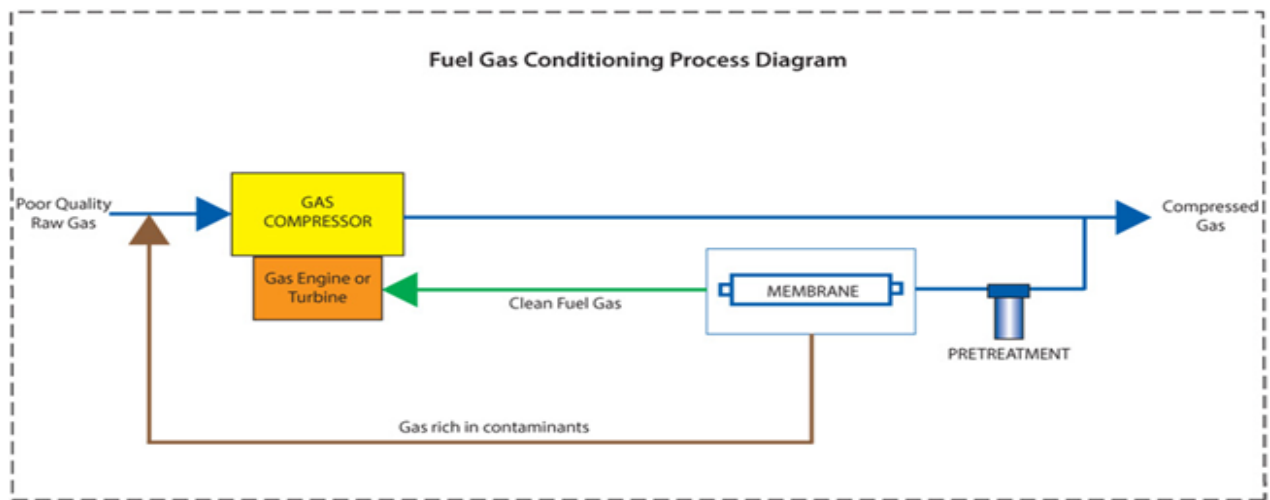 Fuel Gas Conditioning Process Diagram
Poor Quality
Raw Gas
GAS
COMPRESSOR
Compressed
Gas
Gas Engine or
Turbine
Clean Fuel Gas
MEMBRANE
PRETREATMENT
Gas rich in contaminants